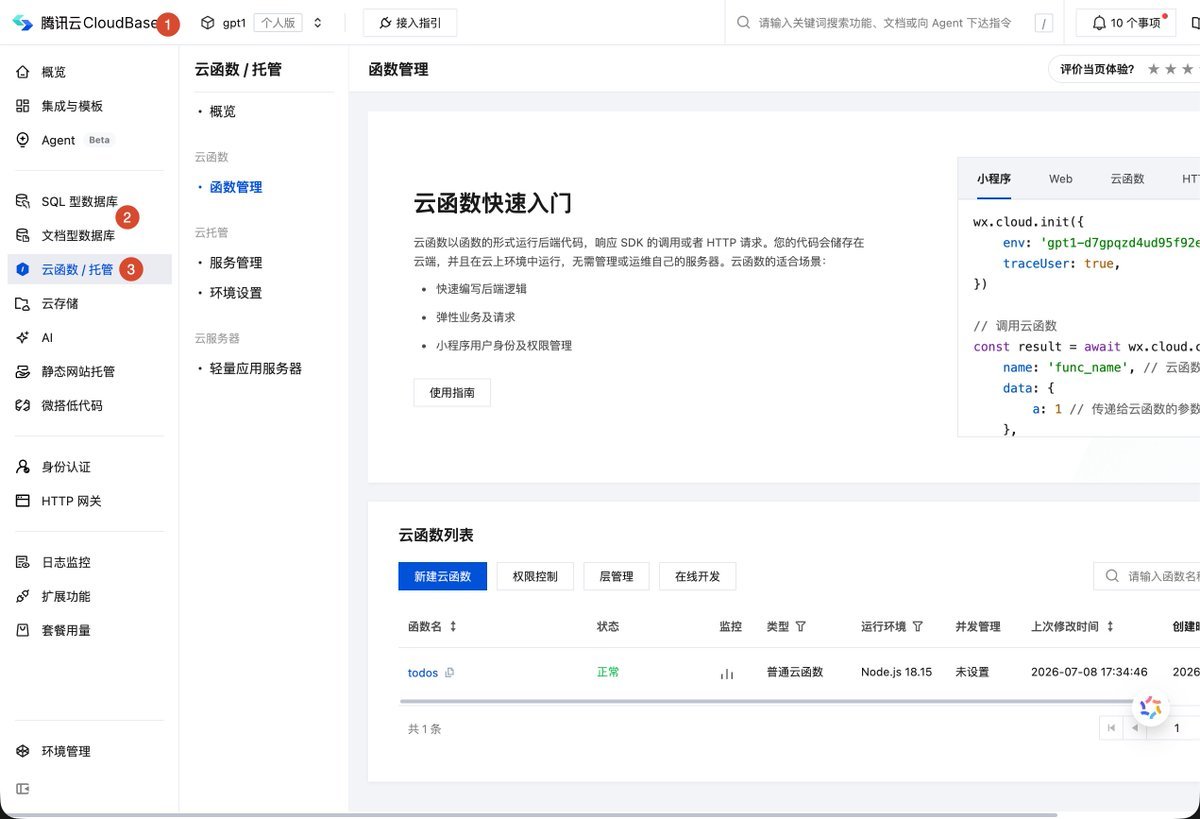 腾讯云CloudBase 1 gpt1 个人版 接入指引 请输入关键词搜索功能、文档或向 Agent 下达指令 / 10 个事项
概览
集成与模板
Agent Beta
SQL 型数据库
2
文档型数据库
云函数 / 托管 3
云存储
AI
静态网站托管
微搭低代码
身份认证
HTTP 网关
日志监控
扩展功能
套餐用量
环境管理
云函数 / 托管
· 概览
云函数
· 函数管理
云托管
· 服务管理
· 环境设置
云服务器
· 轻量应用服务器
函数管理
评价当页体验?
云函数快速入门
云函数以函数的形式运行后端代码，响应 SDK 的调用或者 HTTP 请求。您的代码会储存在
云端，并且在云上环境中运行，无需管理或运维自己的服务器。云函数的适合场景：
• 快速编写后端逻辑
• 弹性业务及请求
• 小程序用户身份及权限管理
使用指南
小程序 Web 云函数 HT
wx.cloud.init({
env: 'gpt1-d7gpqzd4ud95f92e
traceUser: true,
})
// 调用云函数
const result = await wx.cloud.c
name: 'func_name', // 云函数
data: {
a: 1 // 传递给云函数的参数
},
云函数列表
新建云函数 权限控制 层管理 在线开发 请输入函数名称
函数名 状态 监控 类型 运行环境 并发管理 上次修改时间 创建时
todos 正常 普通云函数 Node.js 18.15 未设置 2026-07-08 17:34:46 2026
共 1 条 1